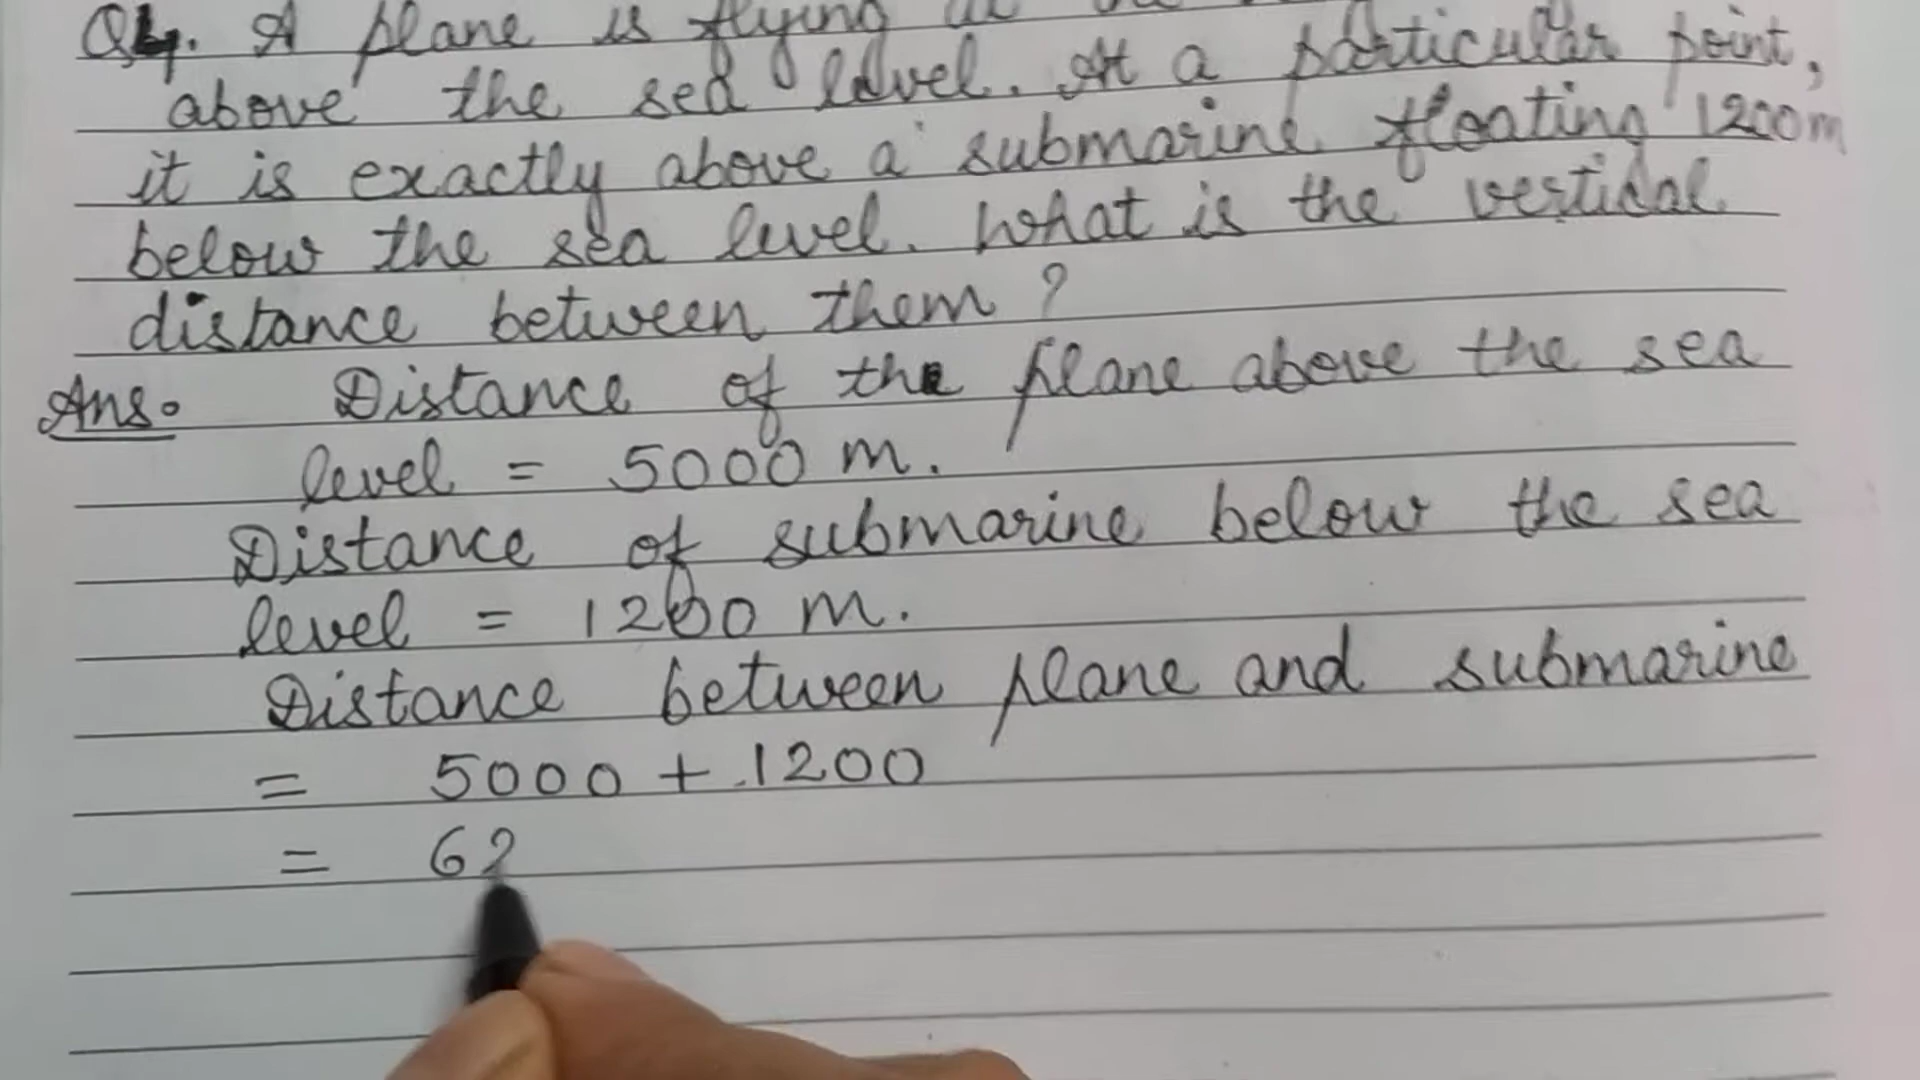 Q4. A plane is flying at the
above the sea level. At a particular point,
it is exactly above a submarine floating 1200m
below the sea level. What is the vertical
distance between them?
Ans. Distance of the plane above the sea
level = 5000 m.
Distance of submarine below the sea
level = 1200 m.
Distance between plane and submarine
= 5000 + 1200
= 62